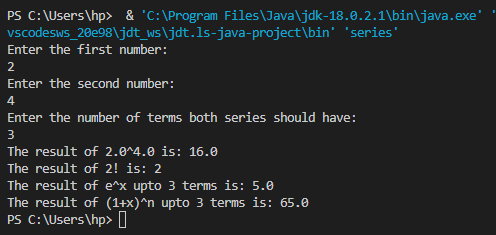 PS C:\Users\hp>  & 'C:\Program Files\Java\jdk-18.0.2.1\bin\java.exe' '
vscodesws_20e98\jdt_ws\jdt.ls-java-project\bin' 'series'
Enter the first number:
2
Enter the second number:
4
Enter the number of terms both series should have:
3
The result of 2.0^4.0 is: 16.0
The result of 2! is: 2
The result of e^x upto 3 terms is: 5.0
The result of (1+x)^n upto 3 terms is: 65.0
PS C:\Users\hp>